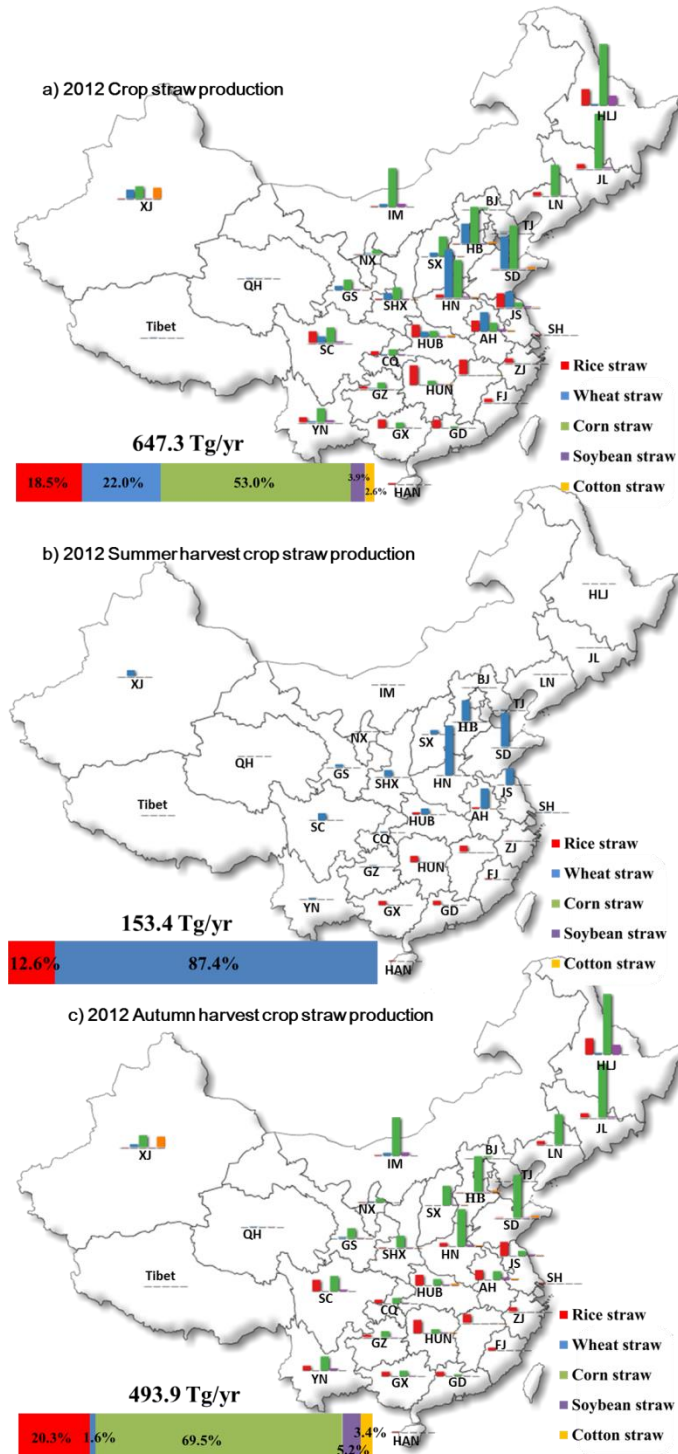 a) 2012 Crop straw production
HLJ
JL
LN
XJ
IM
BJ
TJ
HB
NX
SX
SD
QH
GS
SHX
HN
JS
Tibet
SC
HUB
AH
SH
CQ
ZJ
GZ
HUN
FJ
YN
GX
GD
HAN
Rice straw
Wheat straw
Corn straw
Soybean straw
Cotton straw
647.3 Tg/yr
18.5% 22.0% 53.0% 3.9% 2.6%
b) 2012 Summer harvest crop straw production
HLJ
JL
LN
XJ
IM
BJ
TJ
HB
NX
SX
SD
QH
GS
SHX
HN
JS
Tibet
SC
HUB
AH
SH
CQ
ZJ
GZ
HUN
FJ
YN
GX
GD
HAN
Rice straw
Wheat straw
Corn straw
Soybean straw
Cotton straw
153.4 Tg/yr
12.6% 87.4%
c) 2012 Autumn harvest crop straw production
HLJ
JL
LN
XJ
IM
BJ
TJ
HB
NX
SX
SD
QH
GS
SHX
HN
JS
Tibet
SC
HUB
AH
SH
CQ
ZJ
GZ
HUN
FJ
YN
GX
GD
HAN
Rice straw
Wheat straw
Corn straw
Soybean straw
Cotton straw
493.9 Tg/yr
20.3% 1.6% 69.5% 5.2% 3.4%